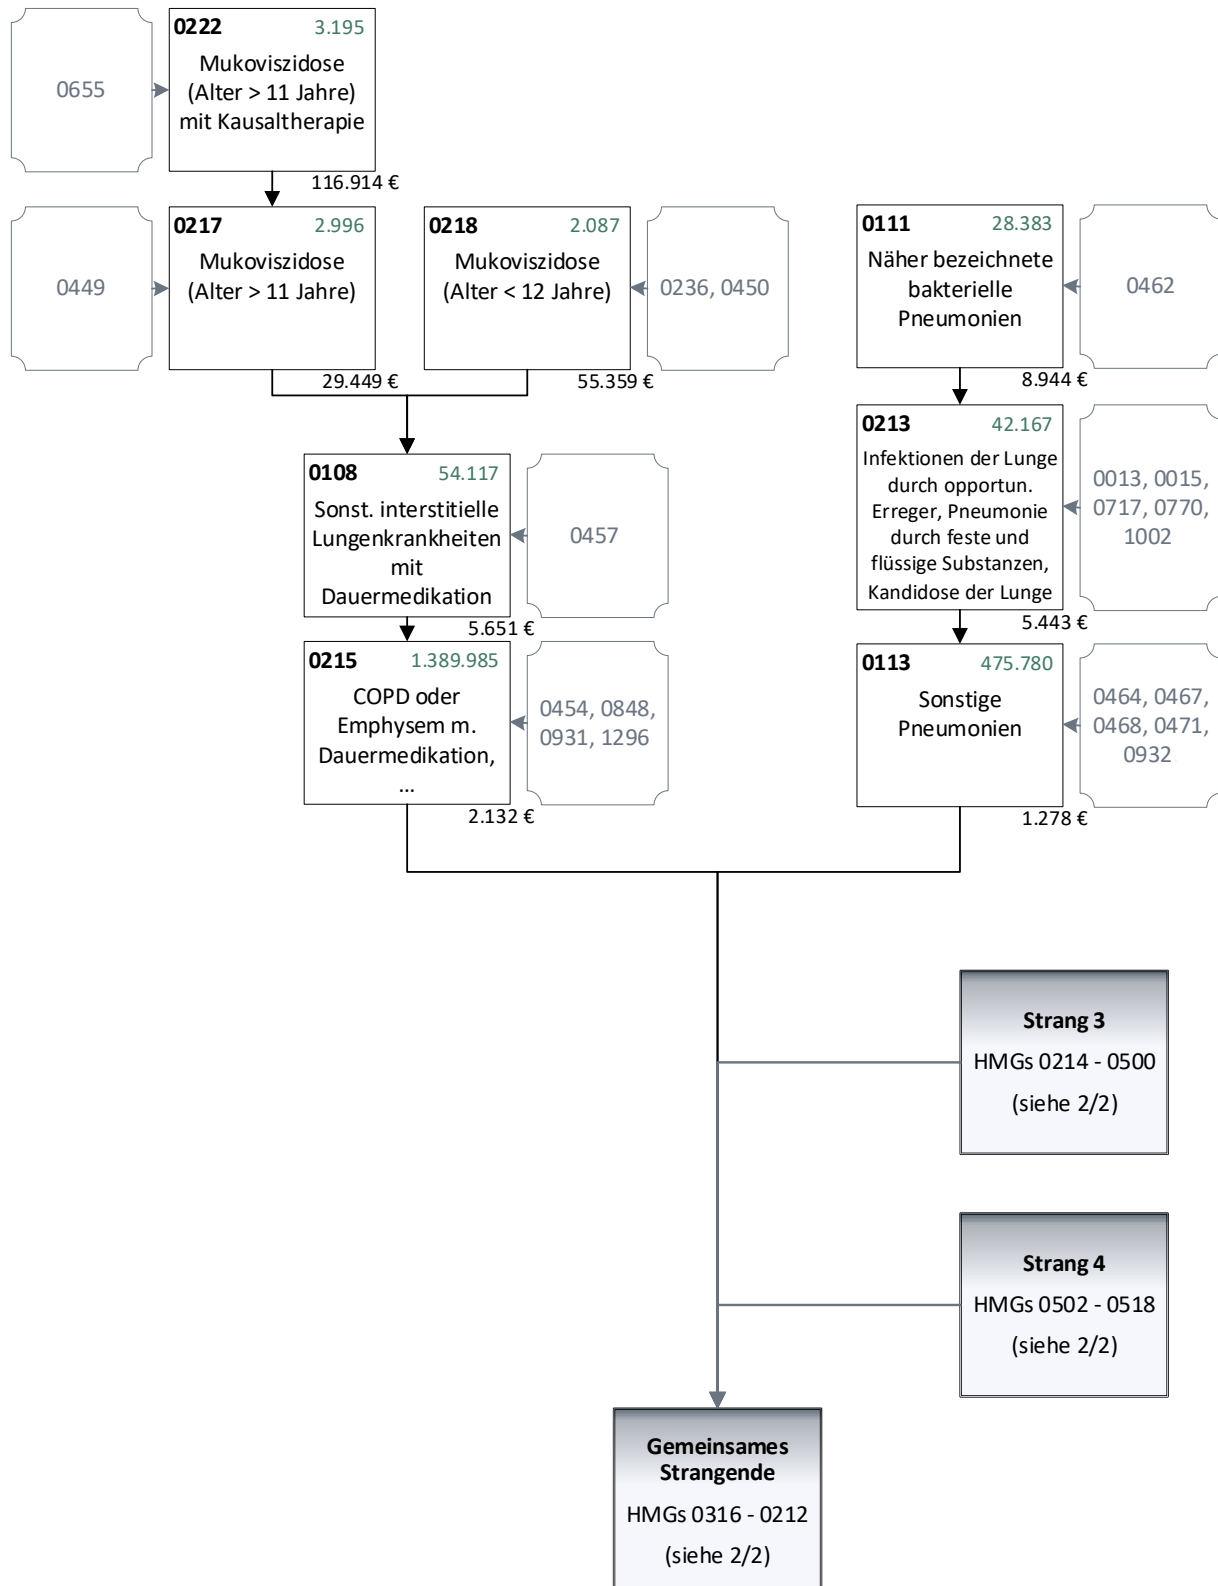 0655
0222 3.195
Mukoviszidose
(Alter > 11 Jahre)
mit Kausaltherapie
116.914 €
0449
0217 2.996
Mukoviszidose
(Alter > 11 Jahre)
29.449 €
0218 2.087
Mukoviszidose
(Alter < 12 Jahre)
55.359 €
0236, 0450
0111 28.383
Näher bezeichnete
bakterielle
Pneumonien
8.944 €
0462
0108 54.117
Sonst. interstitielle
Lungenkrankheiten
mit
Dauermedikation
5.651 €
0457
0213 42.167
Infektionen der Lunge
durch opportun.
Erreger, Pneumonie
durch feste und
flüssige Substanzen,
Kandidose der Lunge
5.443 €
0013, 0015,
0717, 0770,
1002
0215 1.389.985
COPD oder
Emphysem m.
Dauermedikation,
...
2.132 €
0454, 0848,
0931, 1296
0113 475.780
Sonstige
Pneumonien
1.278 €
0464, 0467,
0468, 0471,
0932
Strang 3
HMGs 0214 - 0500
(siehe 2/2)
Strang 4
HMGs 0502 - 0518
(siehe 2/2)
Gemeinsames
Strangende
HMGs 0316 - 0212
(siehe 2/2)